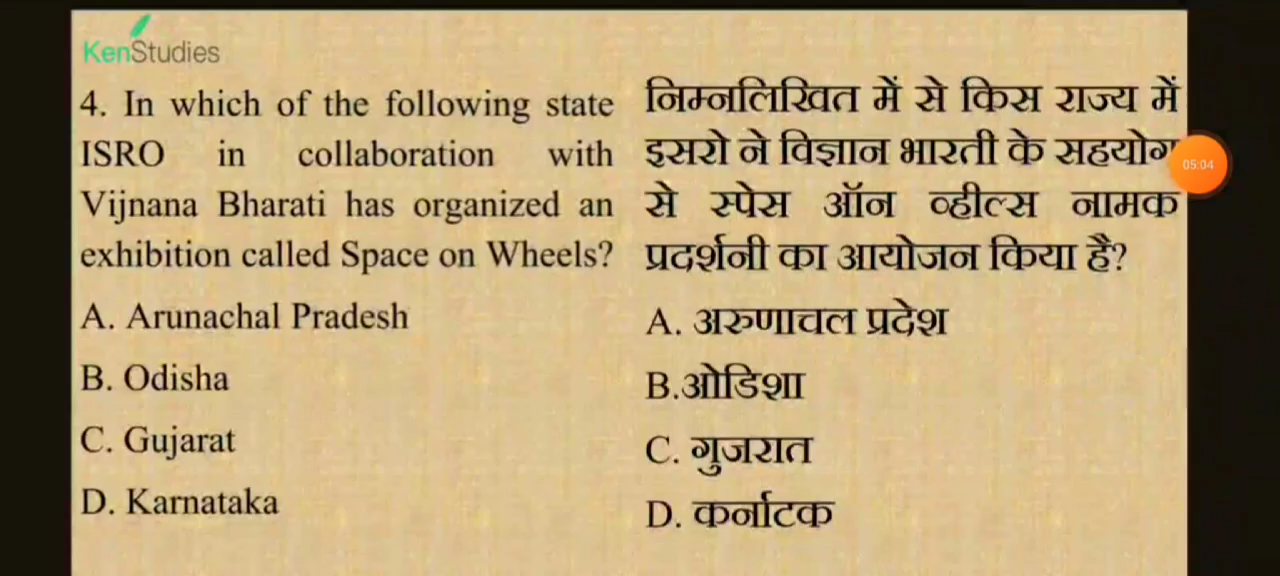 KenStudies
4. In which of the following state
ISRO in collaboration with
Vijnana Bharati has organized an
exhibition called Space on Wheels?
A. Arunachal Pradesh
B. Odisha
C. Gujarat
D. Karnataka
निम्नलिखित में से किस राज्य में
इसरो ने विज्ञान भारती के सहयोग
से स्पेस ऑन व्हील्स नामक
प्रदर्शनी का आयोजन किया है?
A. अरुणाचल प्रदेश
B.ओडिशा
C. गुजरात
D. कर्नाटक
05:04